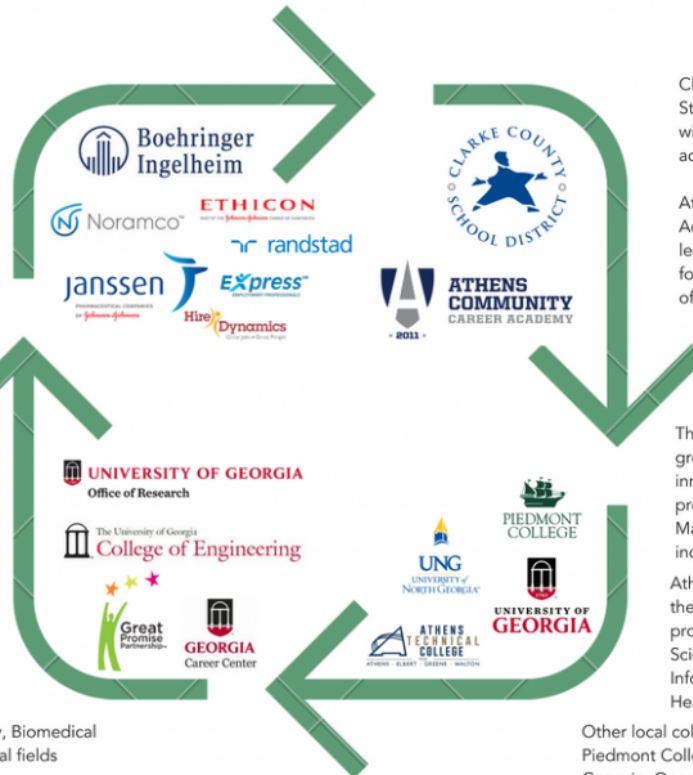 Boehringer
Ingelheim
Noramco™
ETHICON
PART OF THE Johnson & Johnson FAMILY OF COMPANIES
randstad
Janssen
PHARMACEUTICAL COMPANIES
OF Johnson & Johnson
Express™
EMPLOYMENT PROFESSIONALS
Hire Dynamics
Great Jobs • Great People
CLARKE COUNTY
SCHOOL DISTRICT
ATHENS
COMMUNITY
CAREER ACADEMY
2011
UNIVERSITY OF GEORGIA
Office of Research
The University of Georgia
College of Engineering
Great
Promise
Partnership
GEORGIA
Career Center
PIEDMONT
COLLEGE
UNG
UNIVERSITY of
NORTH GEORGIA
1785
UNIVERSITY OF
GEORGIA
ATHENS
TECHNICAL
COLLEGE
ATHENS · ELBERT · GREENE · WALTON
, Biomedical
al fields
Other local col
Piedmont Coll